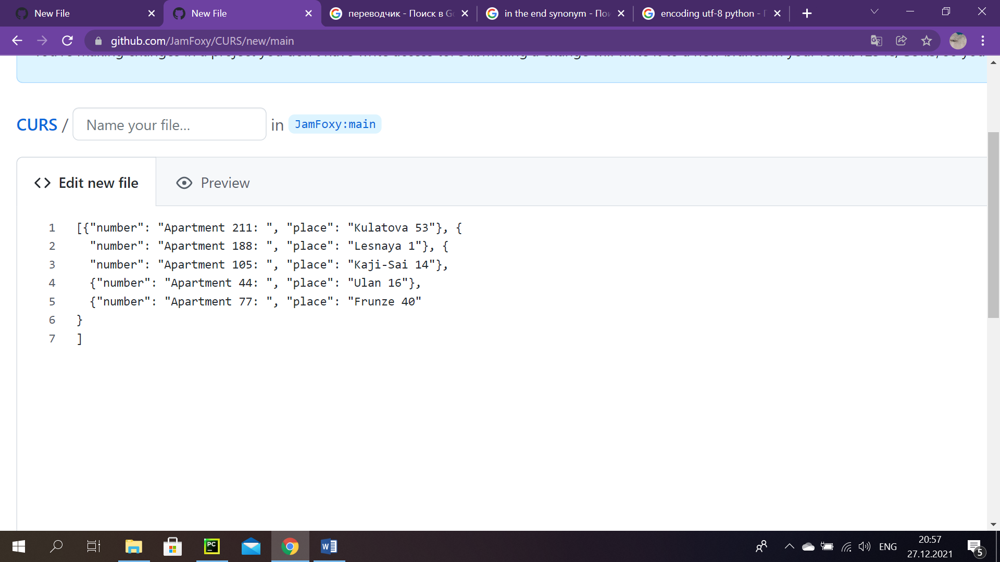 New File
New File
переводчик - Поиск в Go
in the end synonym - Пои
encoding utf-8 python -
github.com/JamFoxy/CURS/new/main
CURS / Name your file... in JamFoxy:main
Edit new file
Preview
1 [{"number": "Apartment 211: ", "place": "Kulatova 53"}, {
2 "number": "Apartment 188: ", "place": "Lesnaya 1"}, {
3 "number": "Apartment 105: ", "place": "Kaji-Sai 14"},
4 {"number": "Apartment 44: ", "place": "Ulan 16"},
5 {"number": "Apartment 77: ", "place": "Frunze 40"
6 }
7 ]
PC
W
ENG
20:57
27.12.2021
5